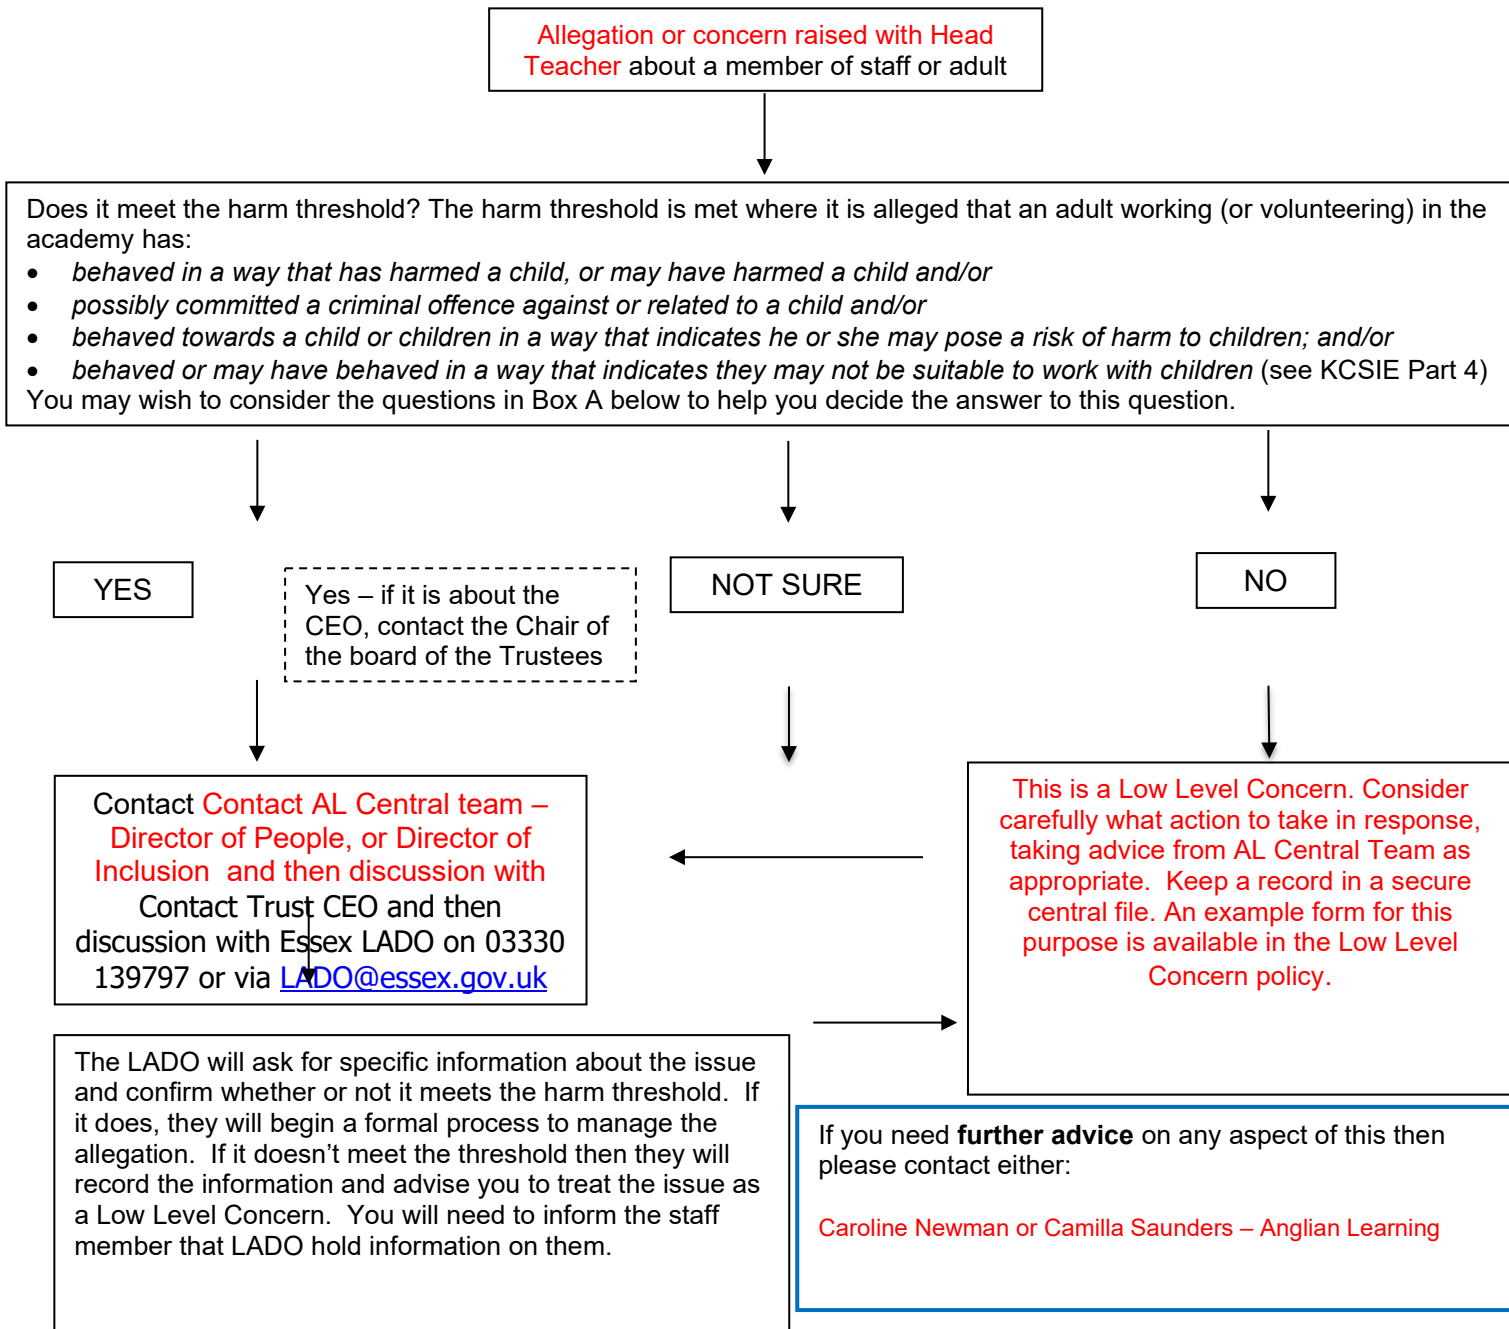 Allegation or concern raised with Head
Teacher about a member of staff or adult
Does it meet the harm threshold? The harm threshold is met where it is alleged that an adult working (or volunteering) in the
academy has:
• behaved in a way that has harmed a child, or may have harmed a child and/or
• possibly committed a criminal offence against or related to a child and/or
• behaved towards a child or children in a way that indicates he or she may pose a risk of harm to children; and/or
• behaved or may have behaved in a way that indicates they may not be suitable to work with children (see KCSIE Part 4)
You may wish to consider the questions in Box A below to help you decide the answer to this question.
YES
Yes – if it is about the
CEO, contact the Chair of
the board of the Trustees
NOT SURE
NO
Contact Contact AL Central team –
Director of People, or Director of
Inclusion and then discussion with
Contact Trust CEO and then
discussion with Essex LADO on 03330
139797 or via LADO@essex.gov.uk
This is a Low Level Concern. Consider
carefully what action to take in response,
taking advice from AL Central Team as
appropriate. Keep a record in a secure
central file. An example form for this
purpose is available in the Low Level
Concern policy.
The LADO will ask for specific information about the issue
and confirm whether or not it meets the harm threshold. If
it does, they will begin a formal process to manage the
allegation. If it doesn’t meet the threshold then they will
record the information and advise you to treat the issue as
a Low Level Concern. You will need to inform the staff
member that LADO hold information on them.
If you need further advice on any aspect of this then
please contact either:
Caroline Newman or Camilla Saunders – Anglian Learning